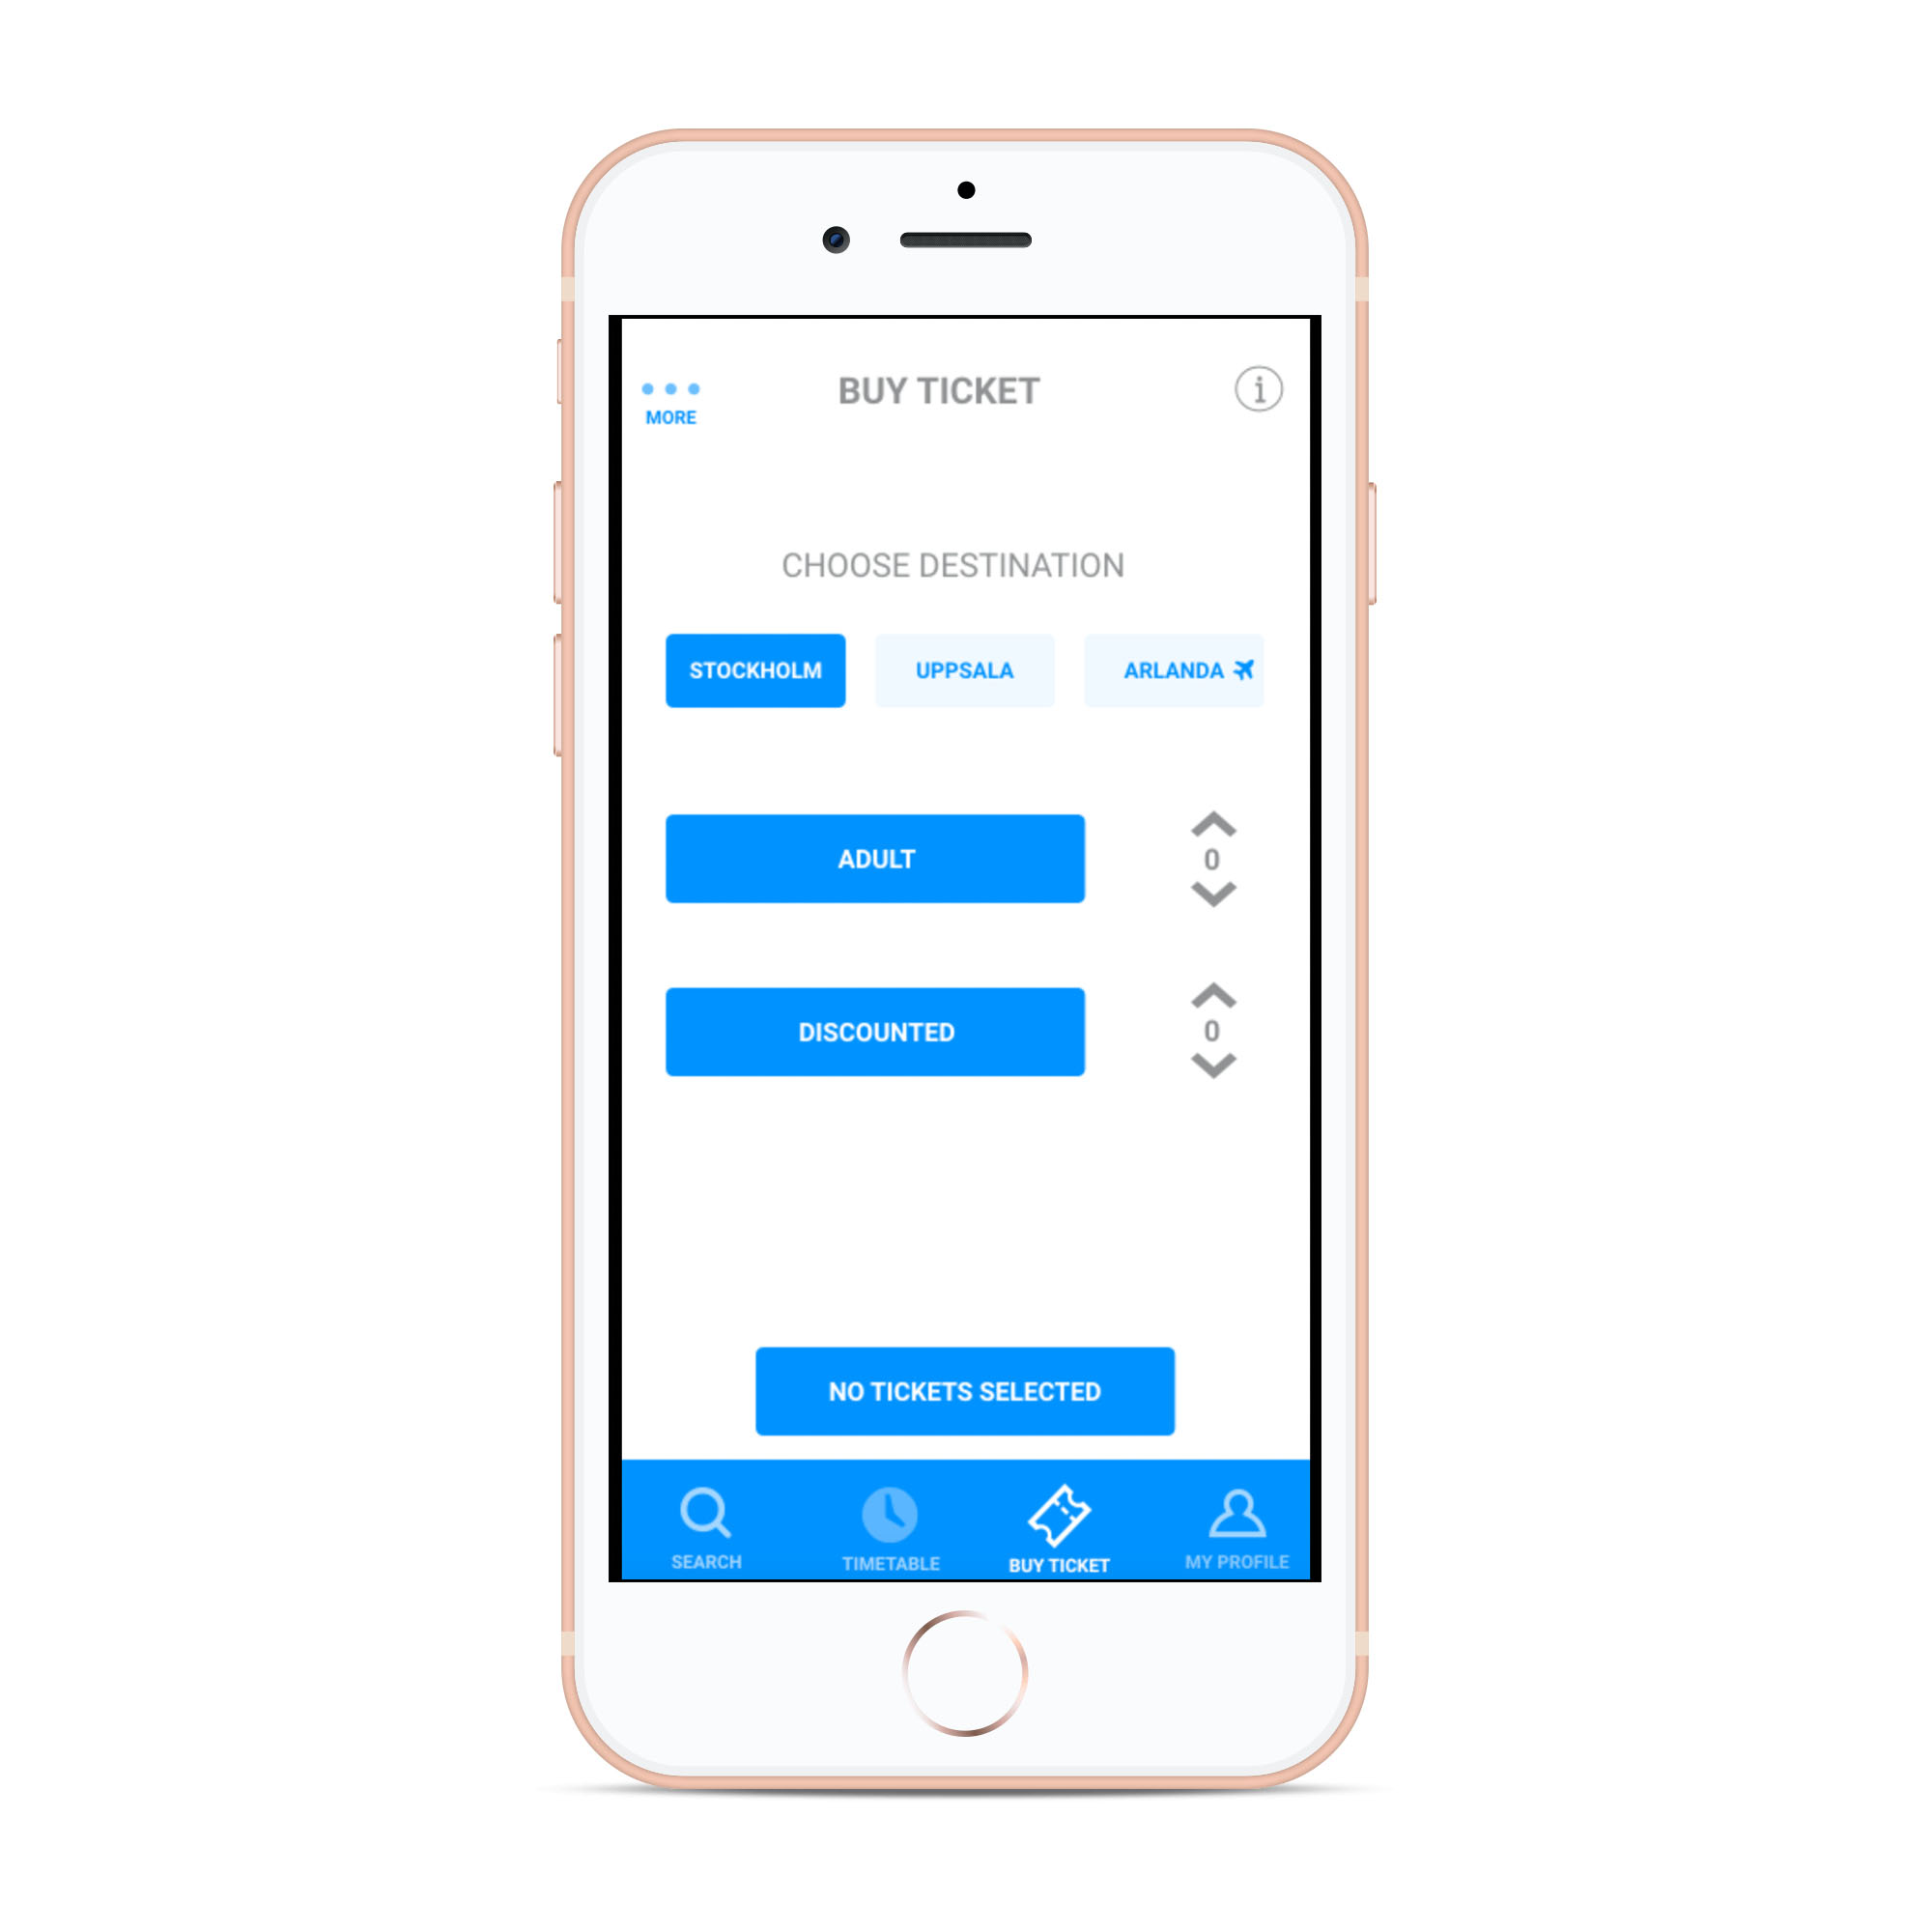 MORE
BUY TICKET
i
CHOOSE DESTINATION
STOCKHOLM
UPPSALA
ARLANDA
ADULT
0
DISCOUNTED
0
NO TICKETS SELECTED
SEARCH
TIMETABLE
BUY TICKET
MY PROFILE